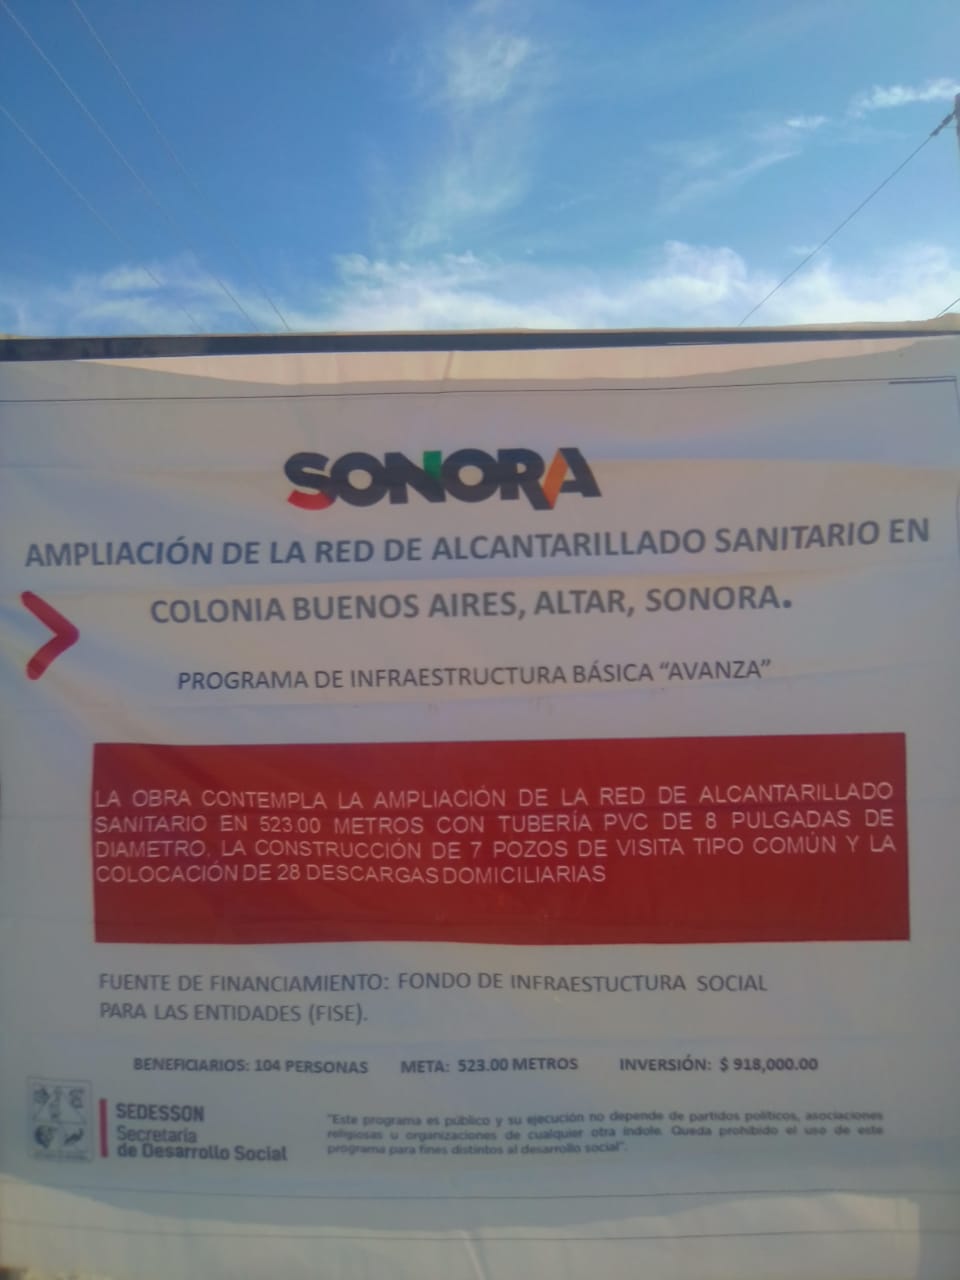 SONORA
AMPLIACIÓN DE LA RED DE ALCANTARILLADO SANITARIO EN
COLONIA BUENOS AIRES, ALTAR, SONORA.
PROGRAMA DE INFRAESTRUCTURA BÁSICA “AVANZA”
LA OBRA CONTEMPLA LA AMPLIACIÓN DE LA RED DE ALCANTARILLADO
SANITARIO EN 523.00 METROS CON TUBERÍA PVC DE 8 PULGADAS DE
DIAMETRO, LA CONSTRUCCIÓN DE 7 POZOS DE VISITA TIPO COMÚN Y LA
COLOCACIÓN DE 28 DESCARGAS DOMICILIARIAS
FUENTE DE FINANCIAMIENTO: FONDO DE INFRAESTUCTURA SOCIAL
PARA LAS ENTIDADES (FISE).
BENEFICIARIOS: 104 PERSONAS META: 523.00 METROS INVERSIÓN: $ 918,000.00
SEDESSON
Secretaría
de Desarrollo Social
"Este programa es público y su ejecución no depende de partidos políticos, asociaciones
religiosas u organizaciones de cualquier otra índole. Queda prohibido el uso de este
programa para fines distintos al desarrollo social".